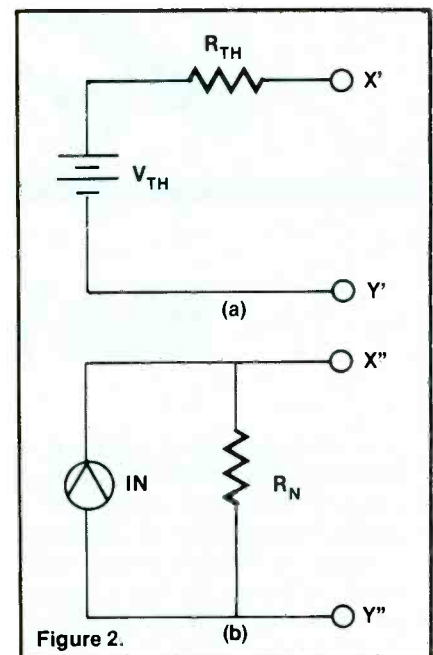 R_TH
X'
V_TH
Y'
(a)
X"
IN
R_N
Y"
(b)
Figure 2.